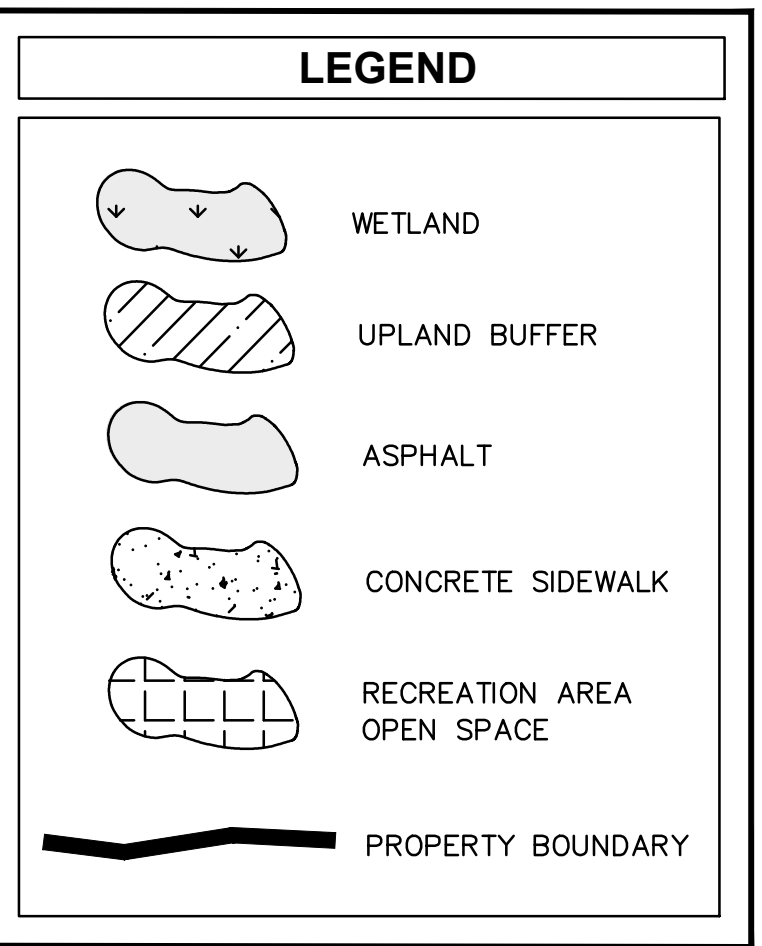 LEGEND
WETLAND
UPLAND BUFFER
ASPHALT
CONCRETE SIDEWALK
RECREATION AREA
OPEN SPACE
PROPERTY BOUNDARY